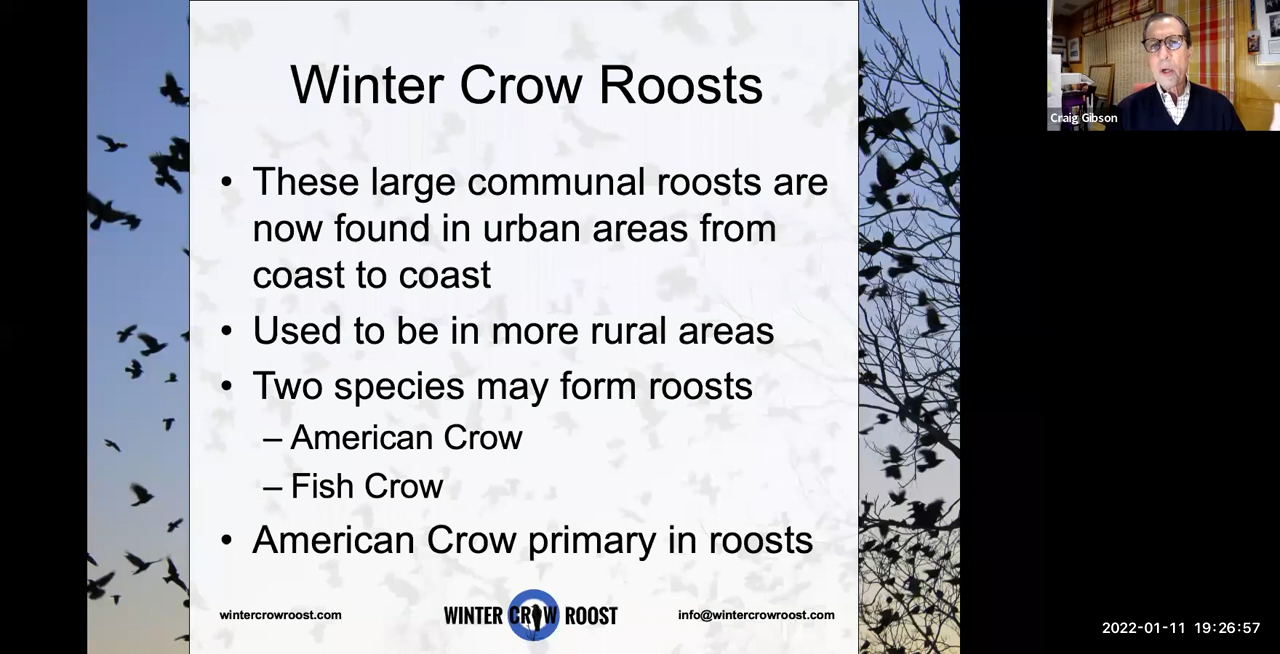 Winter Crow Roosts
• These large communal roosts are
now found in urban areas from
coast to coast
• Used to be in more rural areas
• Two species may form roosts
– American Crow
– Fish Crow
• American Crow primary in roosts
wintercrowroost.com
WINTER CROW ROOST
info@wintercrowroost.com
Craig Gibson
2022-01-11 19:26:57